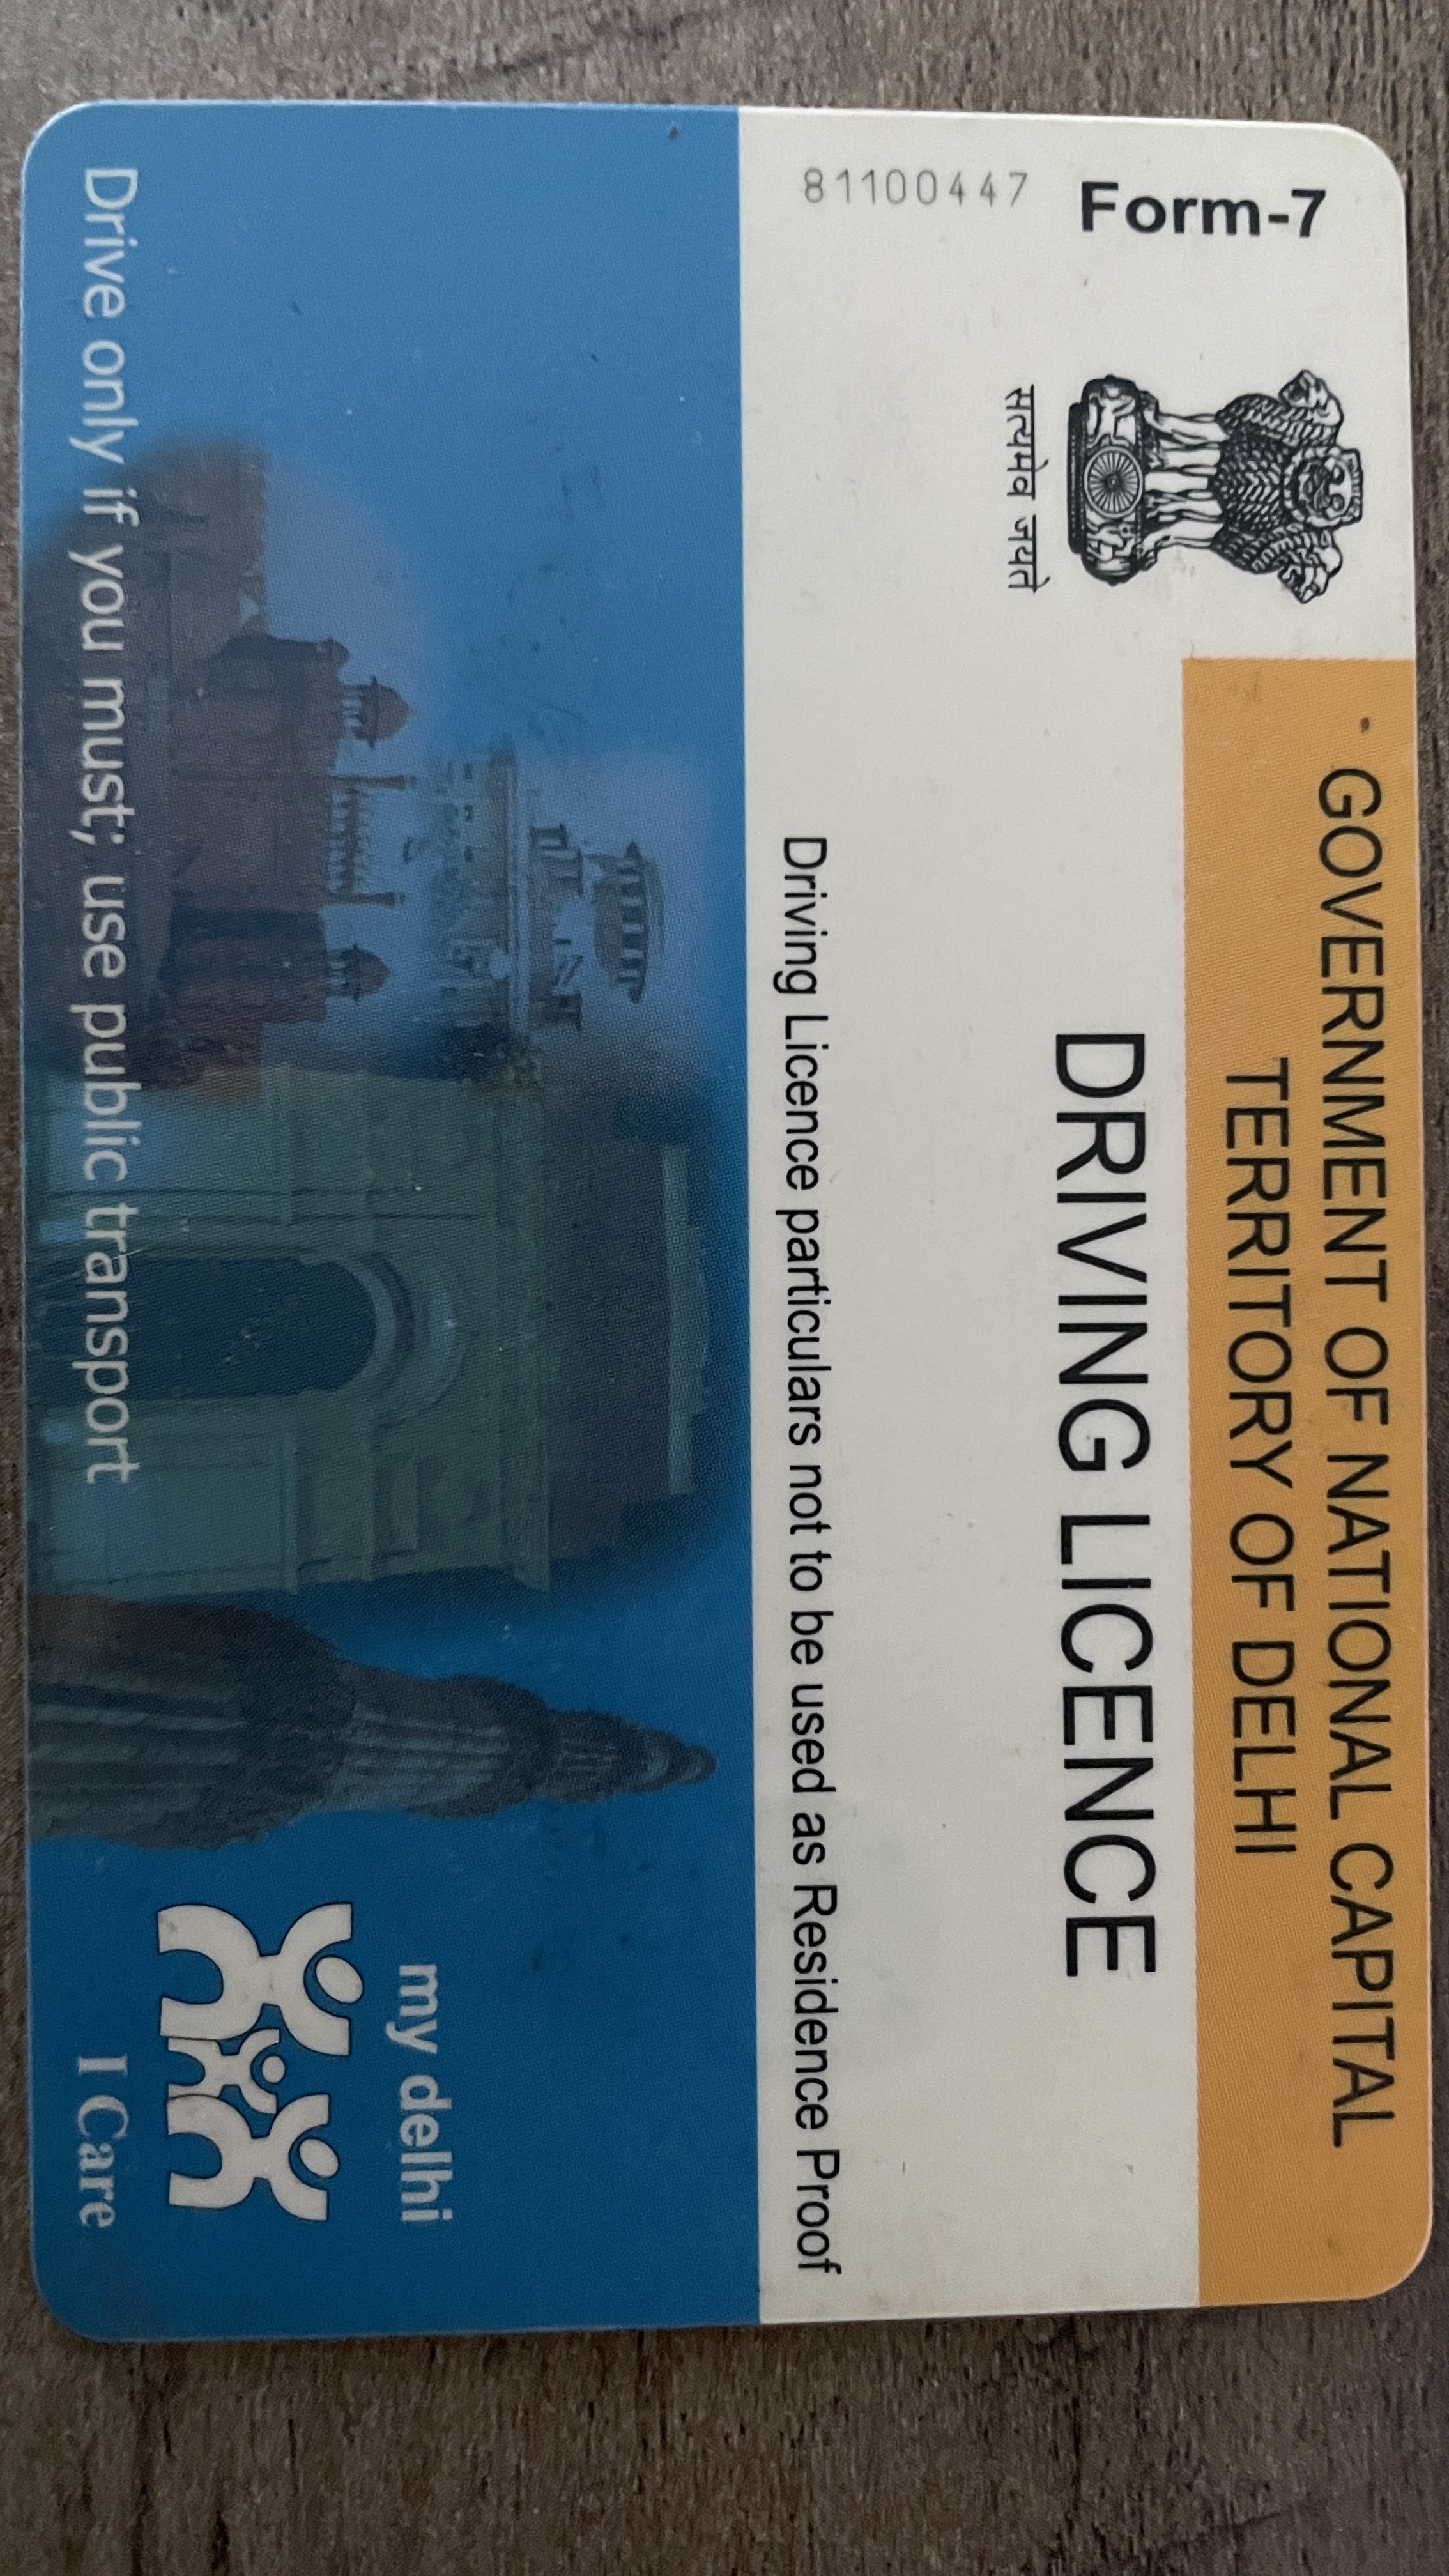 GOVERNMENT OF NATIONAL CAPITAL
TERRITORY OF DELHI
Form-7
81100447
सत्यमेव जयते
DRIVING LICENCE
Driving Licence particulars not to be used as Residence Proof
my delhi
I Care
Drive only if you must; use public transport